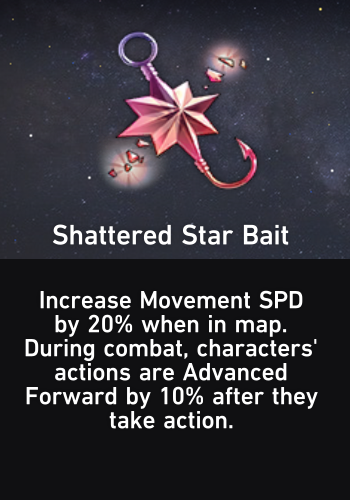 Shattered Star Bait
Increase Movement SPD
by 20% when in map.
During combat, characters'
actions are Advanced
Forward by 10% after they
take action.